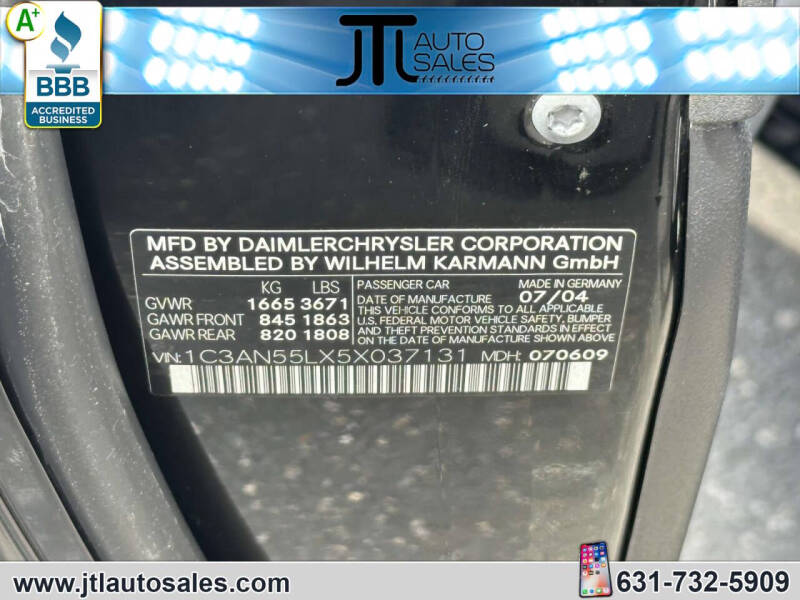 A+
BBB
ACCREDITED
BUSINESS
JTL AUTO
SALES
MFD BY DAIMLERCHRYSLER CORPORATION
ASSEMBLED BY WILHELM KARMANN GmbH
KG LBS
GVWR 1665 3671
GAWR FRONT 845 1863
GAWR REAR 820 1808
PASSENGER CAR MADE IN GERMANY
DATE OF MANUFACTURE 07/04
THIS VEHICLE CONFORMS TO ALL APPLICABLE
U.S. FEDERAL MOTOR VEHICLE SAFETY, BUMPER
AND THEFT PREVENTION STANDARDS IN EFFECT
ON THE DATE OF MANUFACTURE SHOWN ABOVE
VIN: 1C3AN55LX5X037131 MDH: 070609
www.jtlautosales.com
631-732-5909